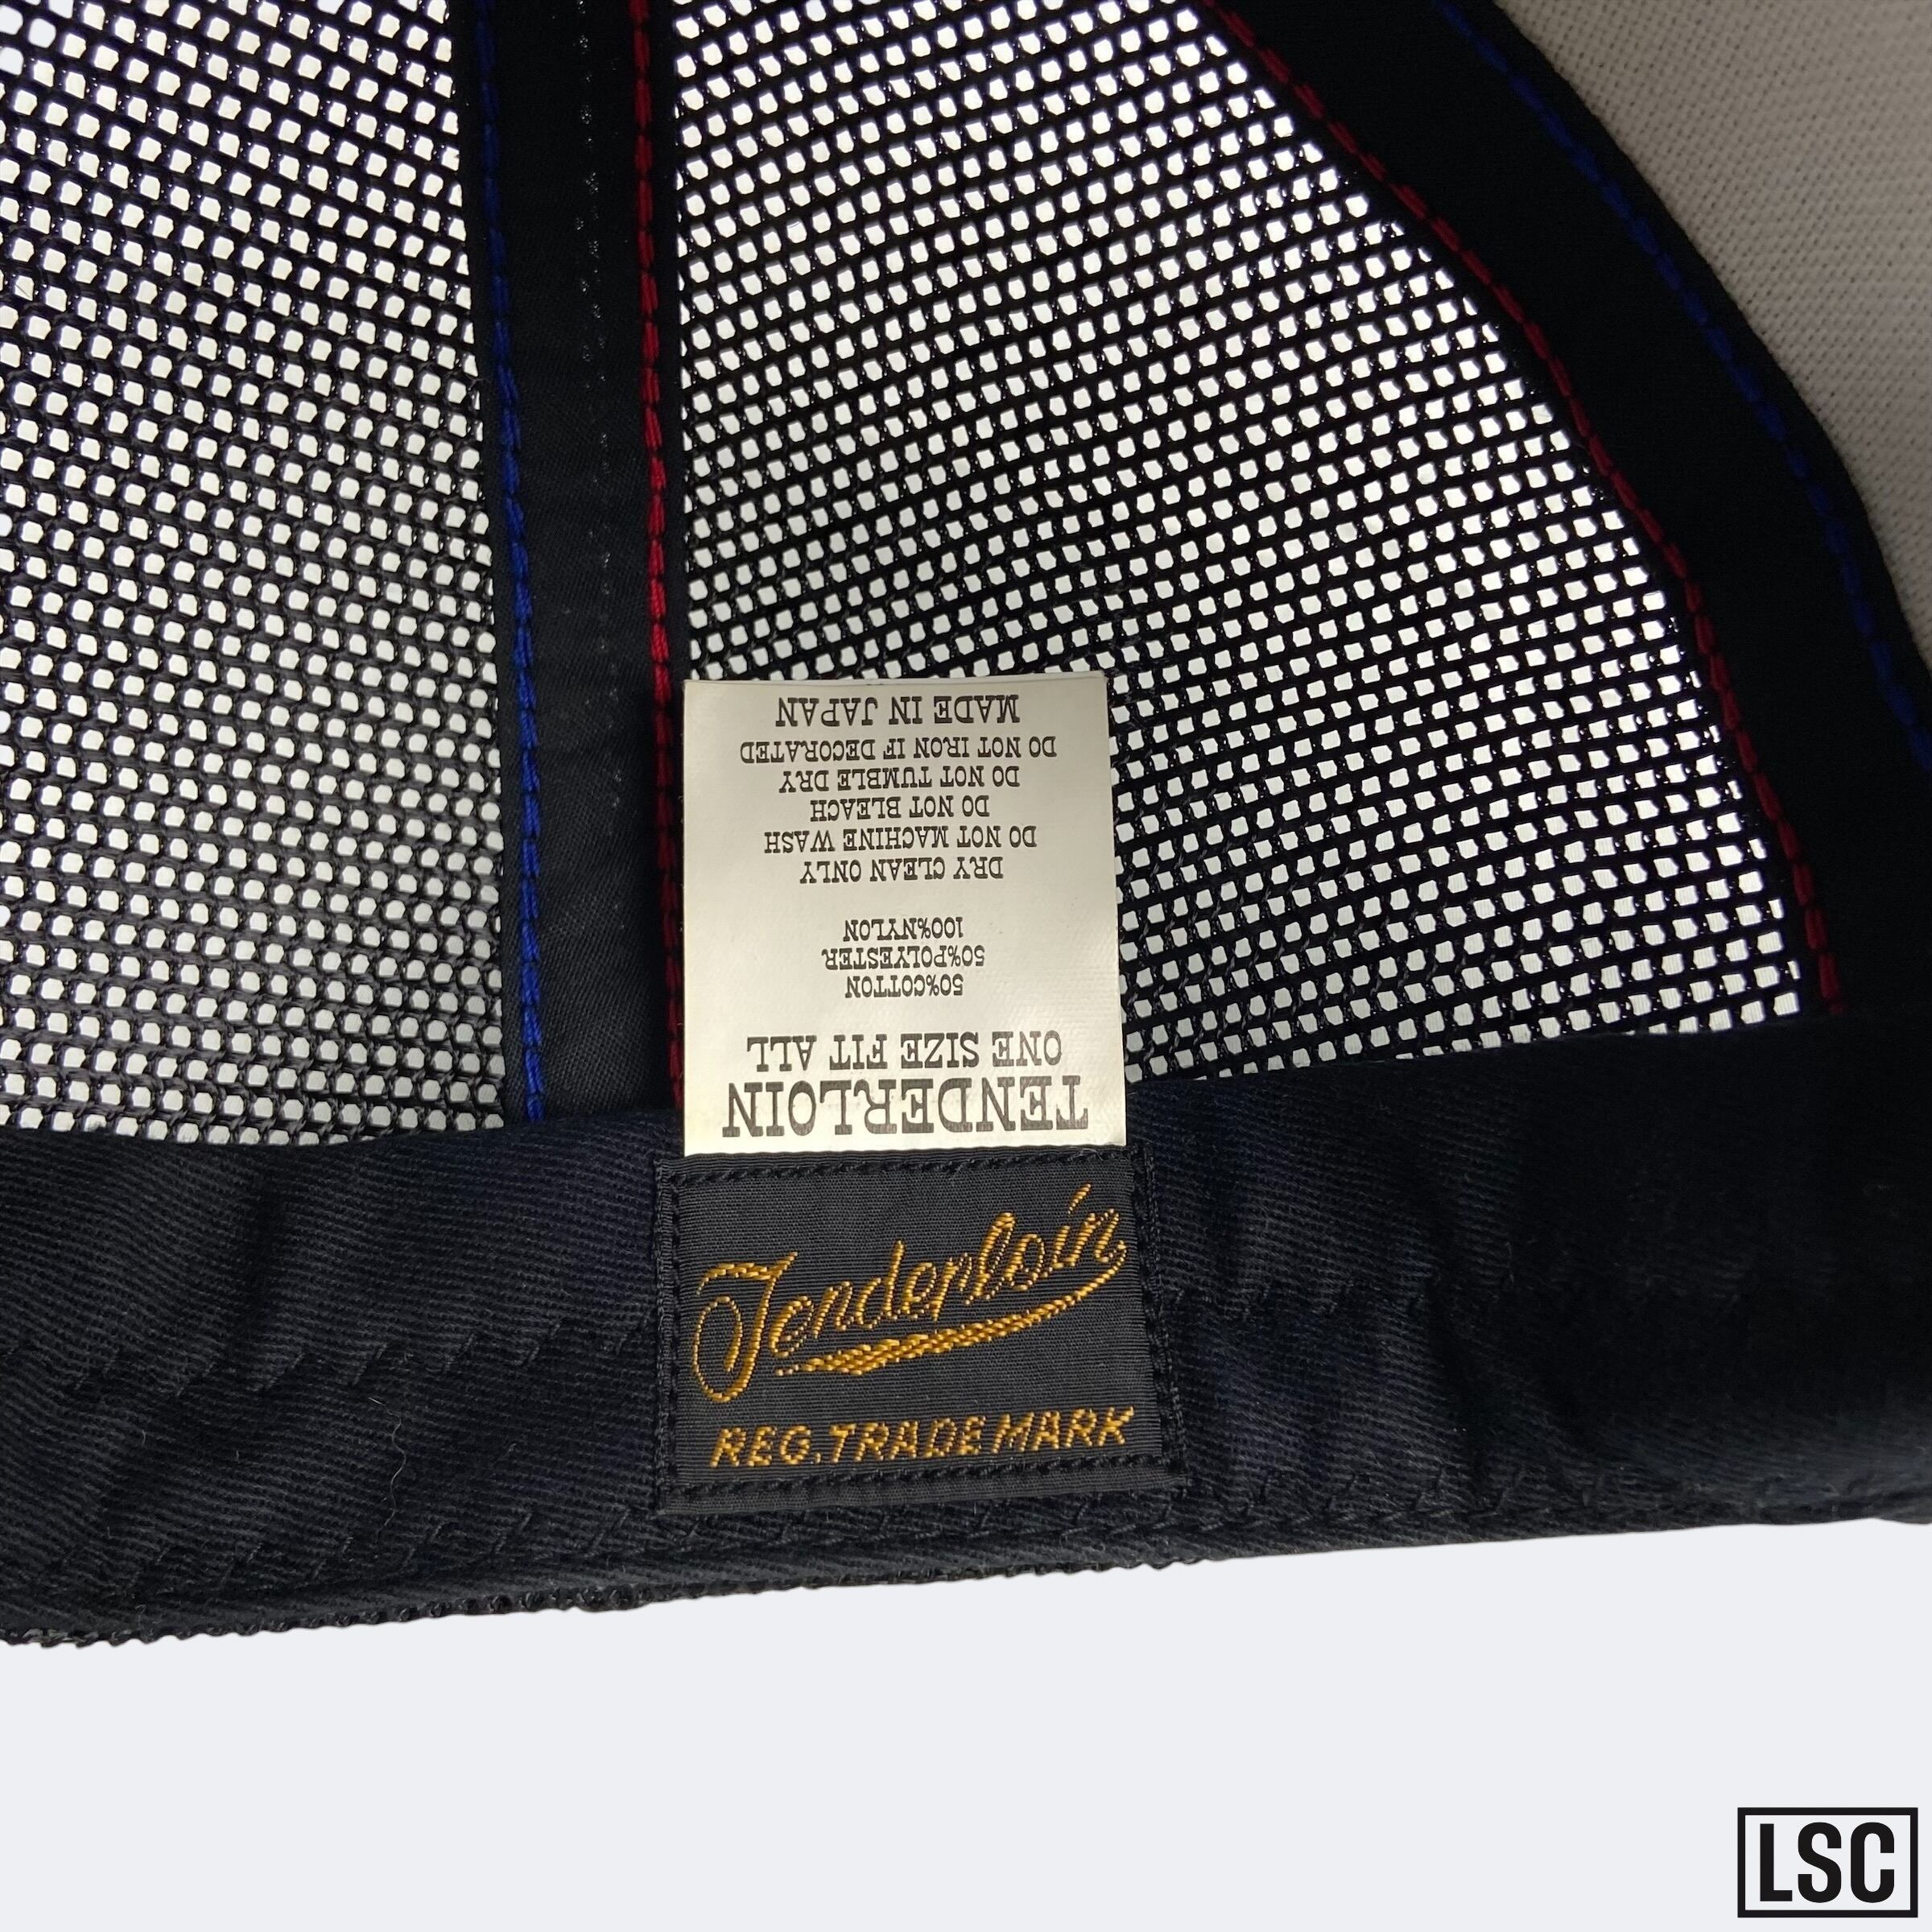 TENDERLOIN
ONE SIZE FIT ALL
50%COTTON
50%POLYESTER
100%NYLON
DRY CLEAN ONLY
DO NOT MACHINE WASH
DO NOT BLEACH
DO NOT TUMBLE DRY
DO NOT IRON IF DECORATED
MADE IN JAPAN
Tenderloin
REG. TRADE MARK
LSC